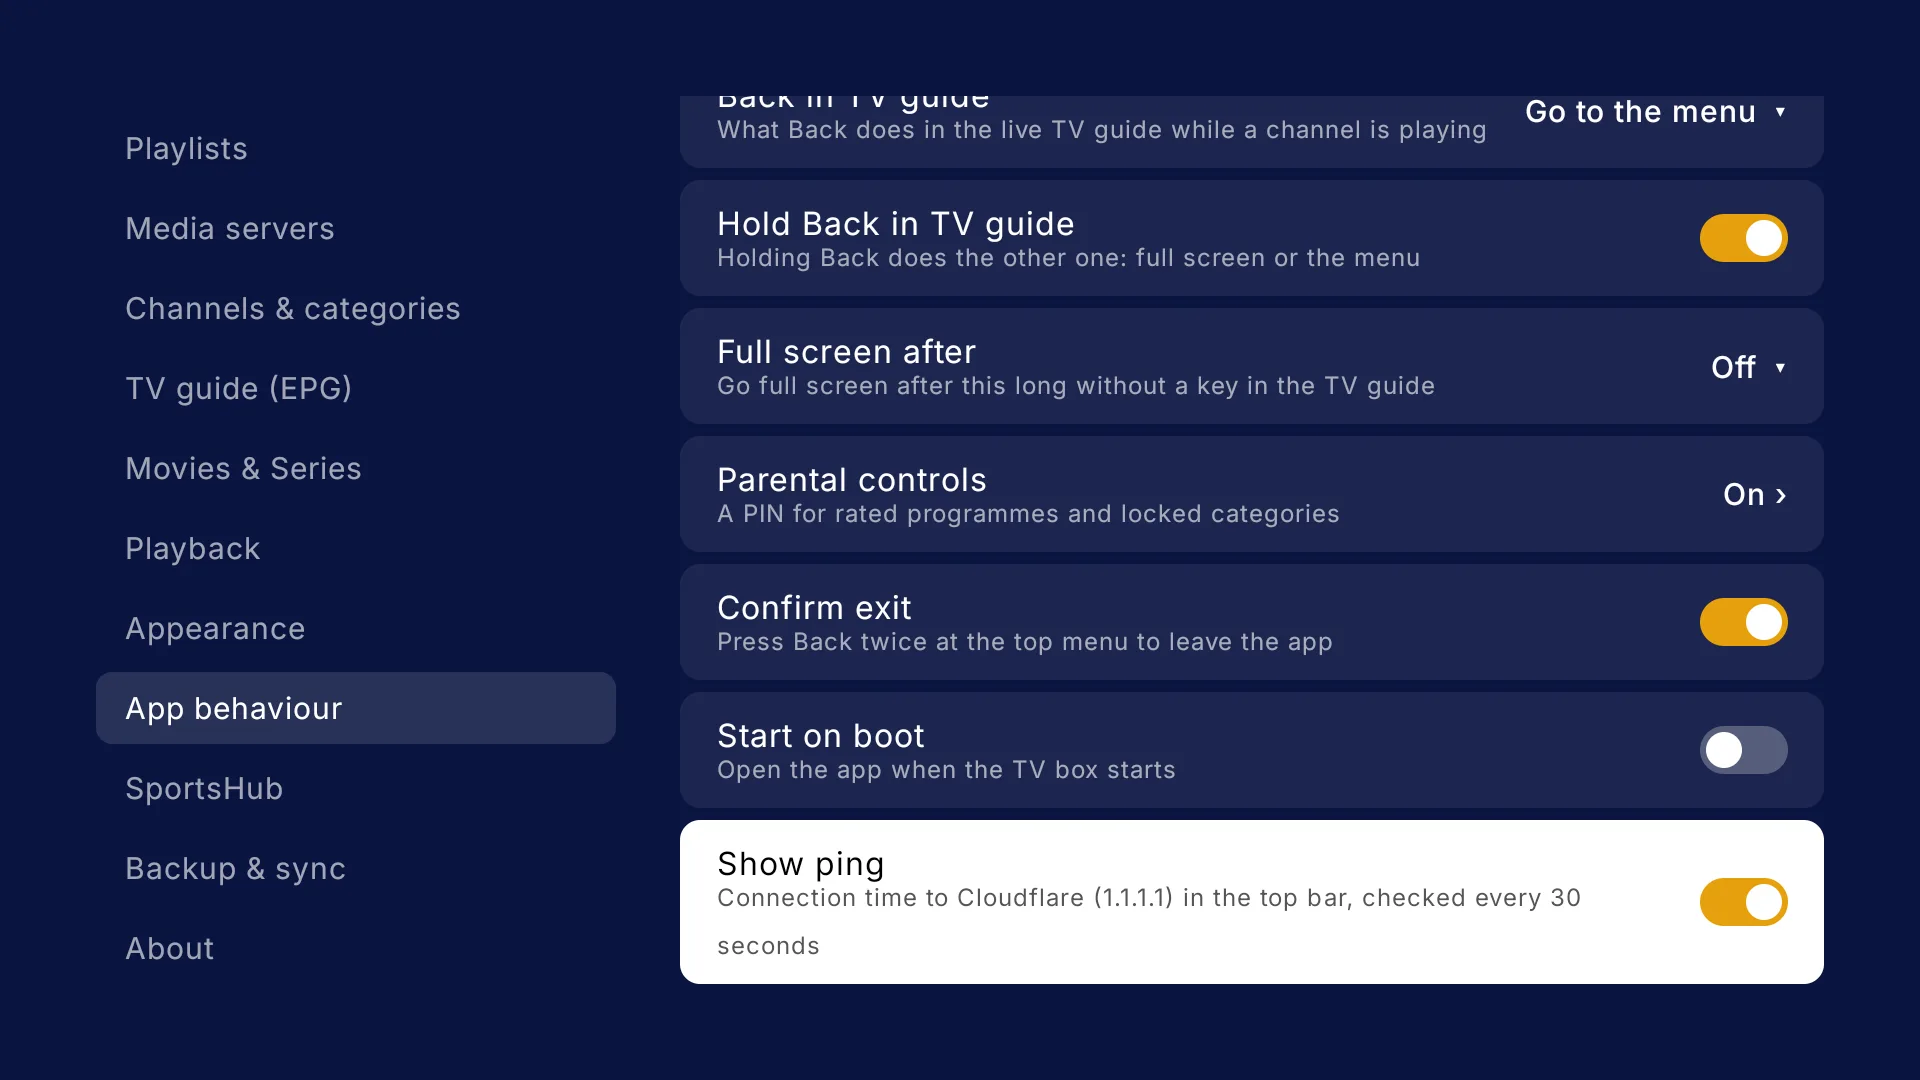 Playlists
Media servers
Channels & categories
TV guide (EPG)
Movies & Series
Playback
Appearance
App behaviour
SportsHub
Backup & sync
About
Back in TV guide
What Back does in the live TV guide while a channel is playing
Go to the menu ▾
Hold Back in TV guide
Holding Back does the other one: full screen or the menu
Full screen after
Go full screen after this long without a key in the TV guide
Off ▾
Parental controls
A PIN for rated programmes and locked categories
On ›
Confirm exit
Press Back twice at the top menu to leave the app
Start on boot
Open the app when the TV box starts
Show ping
Connection time to Cloudflare (1.1.1.1) in the top bar, checked every 30
seconds